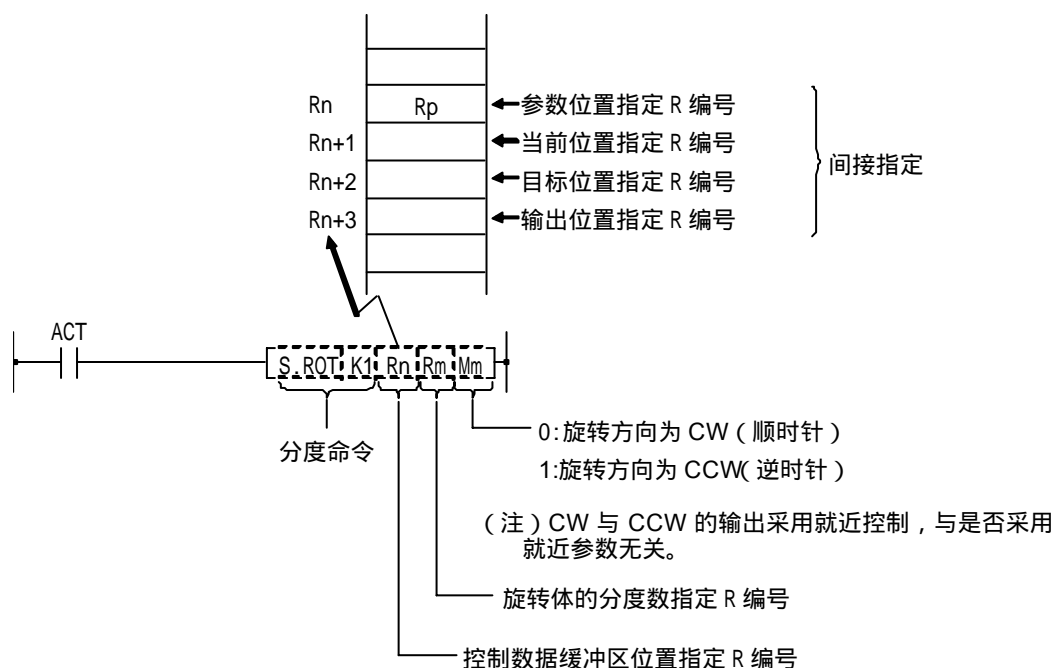 Rn Rp 参数位置指定 R 编号
Rn+1 当前位置指定 R 编号
间接指定
Rn+2 目标位置指定 R 编号
Rn+3 输出位置指定 R 编号
ACT
S.ROT K1 Rn Rm Mm
分度命令
0:旋转方向为 CW（顺时针）
1:旋转方向为 CCW（逆时针）
（注）CW 与 CCW 的输出采用就近控制，与是否采用
就近参数无关。
旋转体的分度数指定 R 编号
控制数据缓冲区位置指定 R 编号